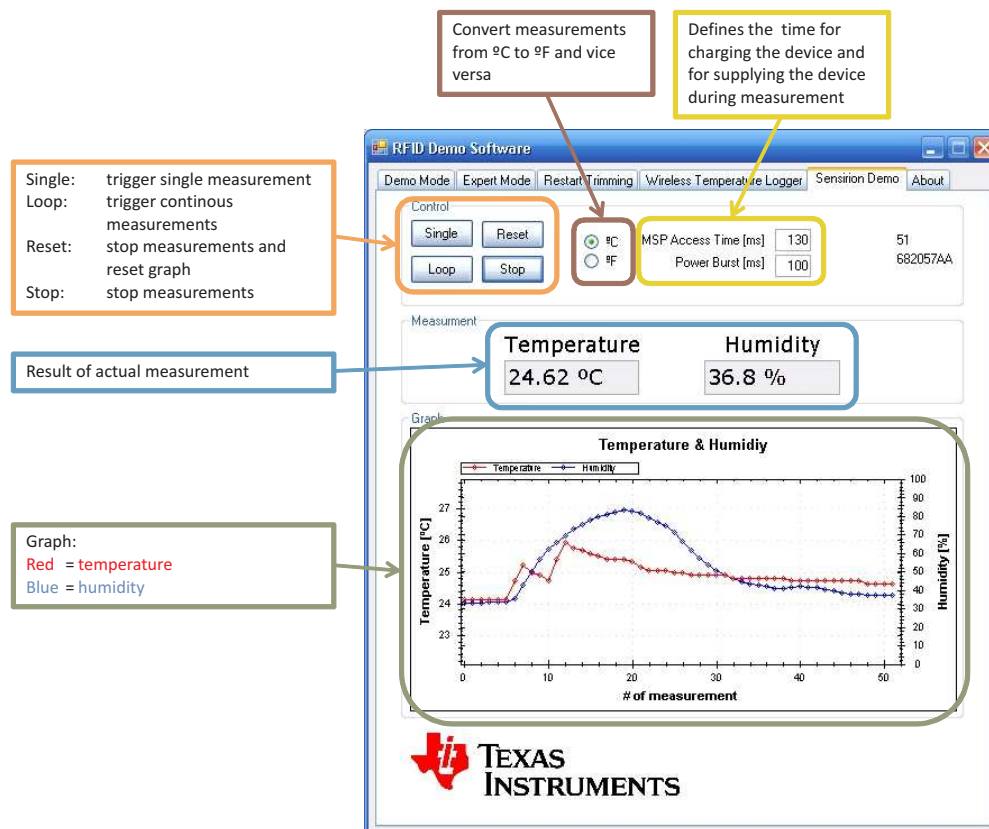 Convert measurements
from ºC to ºF and vice
versa
Defines the  time for
charging the device and
for supplying the device
during measurement
Single: trigger single measurement
Loop: trigger continous
measurements
Reset: stop measurements and
reset graph
Stop: stop measurements
Result of actual measurement
Graph:
Red = temperature
Blue = humidity
RFID Demo Software
Demo Mode Expert Mode Restart Trimming Wireless Temperature Logger Sensirion Demo About
Control
Single Reset
Loop Stop
ºC
ºF
MSP Access Time [ms] 130
Power Burst [ms] 100
51
682057AA
Measurment
Temperature Humidity
24.62 ºC 36.8 %
Graph
Temperature & Humidiy
Temperature Humidity
Temperature [ºC]
27
26
25
24
23
100
90
80
70
60
50
40
30
20
10
0
Humidity [%]
0 10 20 30 40 50
# of measurement
TEXAS
INSTRUMENTS